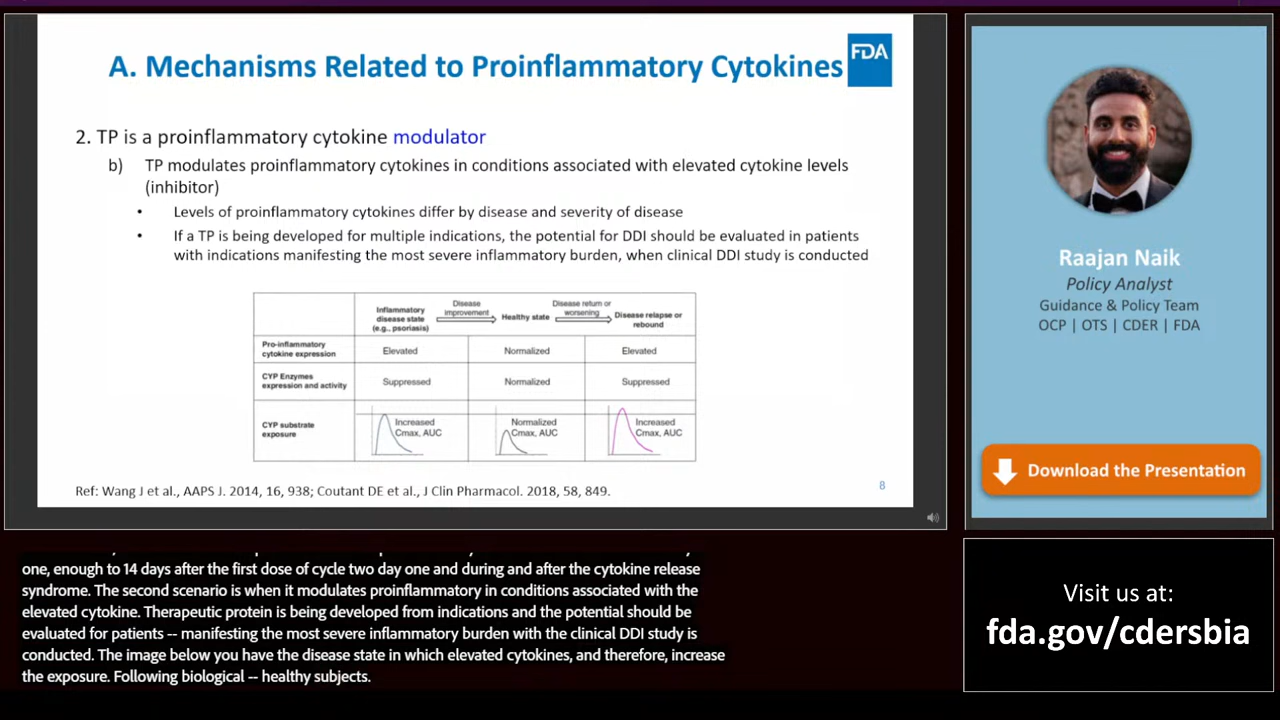 A. Mechanisms Related to Proinflammatory Cytokines
FDA
2. TP is a proinflammatory cytokine modulator
b) TP modulates proinflammatory cytokines in conditions associated with elevated cytokine levels
(inhibitor)
• Levels of proinflammatory cytokines differ by disease and severity of disease
• If a TP is being developed for multiple indications, the potential for DDI should be evaluated in patients
with indications manifesting the most severe inflammatory burden, when clinical DDI study is conducted
Inflammatory
disease state
(e.g., psoriasis)
Disease
improvement
Healthy state
Disease return or
worsening
Disease relapse or
rebound
Pro-inflammatory
cytokine expression
Elevated
Normalized
Elevated
CYP Enzymes
expression and activity
Suppressed
Normalized
Suppressed
CYP substrate
exposure
Increased
Cmax, AUC
Normalized
Cmax, AUC
Increased
Cmax, AUC
Ref: Wang J et al., AAPS J. 2014, 16, 938; Coutant DE et al., J Clin Pharmacol. 2018, 58, 849.
8
Raajan Naik
Policy Analyst
Guidance & Policy Team
OCP | OTS | CDER | FDA
Download the Presentation
one, enough to 14 days after the first dose of cycle two day one and during and after the cytokine release
syndrome. The second scenario is when it modulates proinflammatory in conditions associated with the
elevated cytokine. Therapeutic protein is being developed from indications and the potential should be
evaluated for patients -- manifesting the most severe inflammatory burden with the clinical DDI study is
conducted. The image below you have the disease state in which elevated cytokines, and therefore, increase
the exposure. Following biological -- healthy subjects.
Visit us at:
fda.gov/cdersbia